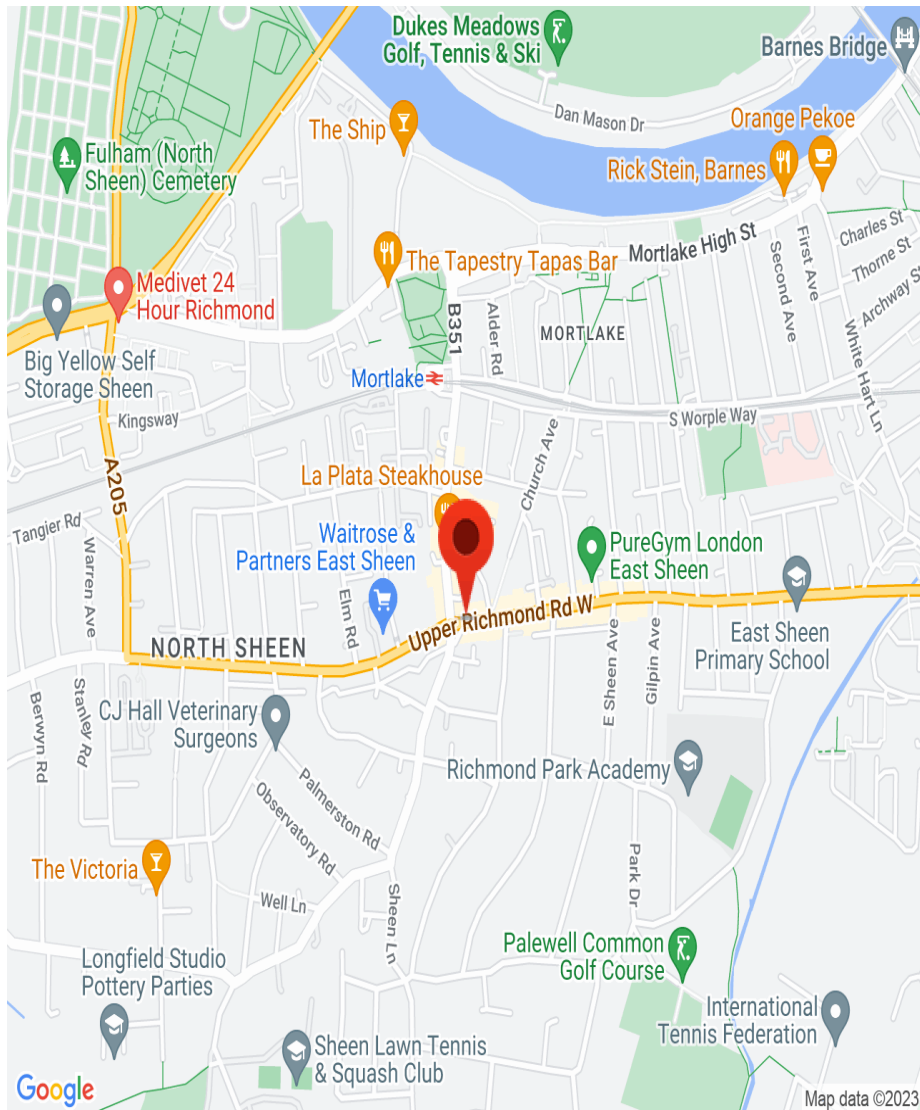 Dukes Meadows
Golf, Tennis & Ski
Barnes Bridge
Dan Mason Dr
The Ship
Orange Pekoe
Fulham (North
Sheen) Cemetery
Rick Stein, Barnes
Mortlake High St
First Ave
Second Ave
Charles St
Thorne St
Archway St
The Tapestry Tapas Bar
Medivet 24
Hour Richmond
B351
Alder Rd
MORTLAKE
White Hart Ln
Big Yellow Self
Storage Sheen
Mortlake
Kingsway
S Worple Way
Church Ave
A205
La Plata Steakhouse
Tangier Rd
Warren Ave
Waitrose &
Partners East Sheen
PureGym London
East Sheen
Elm Rd
Upper Richmond Rd W
NORTH SHEEN
East Sheen
Primary School
E Sheen Ave
Gilpin Ave
Berwyn Rd
Stanley Rd
CJ Hall Veterinary
Surgeons
Richmond Park Academy
Palmerston Rd
Observatory Rd
The Victoria
Well Ln
Sheen Ln
Park Dr
Longfield Studio
Pottery Parties
Palewell Common
Golf Course
International
Tennis Federation
Sheen Lawn Tennis
& Squash Club
Google
Map data ©2023